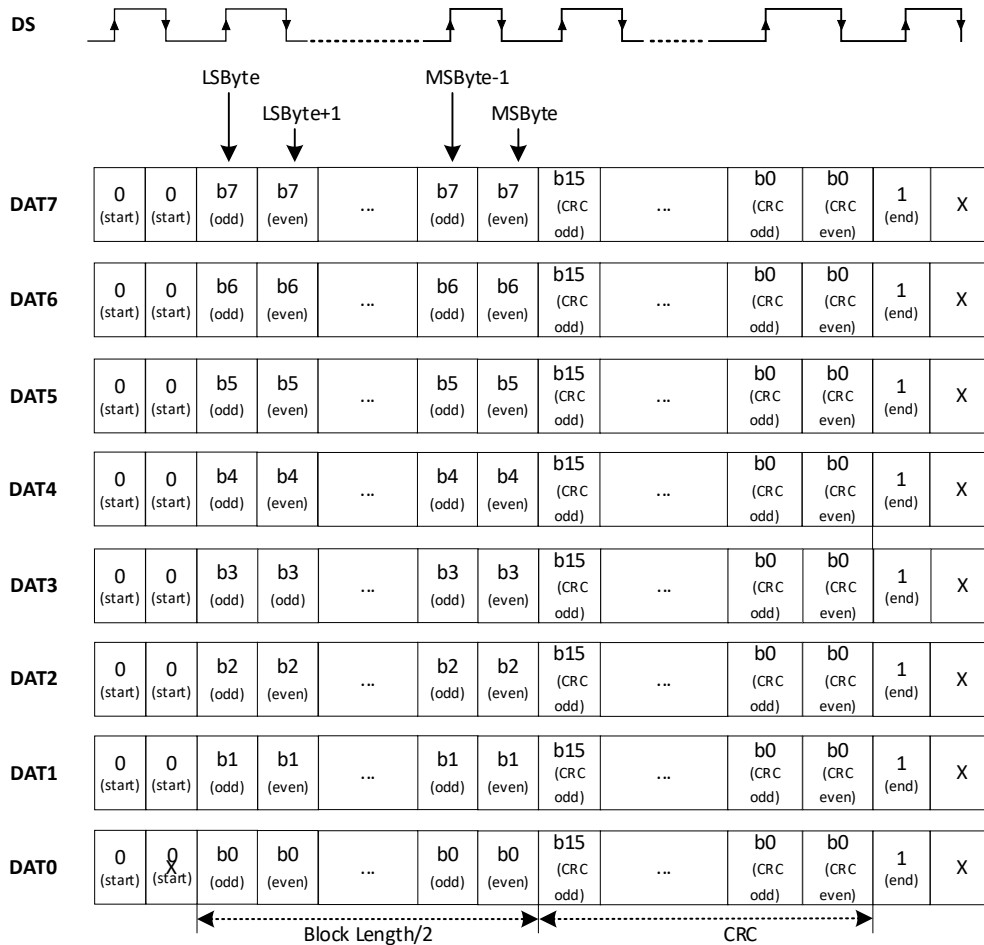 DS
LSByte MSByte-1
LSByte+1 MSByte
DAT7 0 (start) 0 (start) b7 (odd) b7 (even) ... b7 (odd) b7 (even) b15 (CRC odd) ... b0 (CRC odd) b0 (CRC even) 1 (end) X
DAT6 0 (start) 0 (start) b6 (odd) b6 (even) ... b6 (odd) b6 (even) b15 (CRC odd) ... b0 (CRC odd) b0 (CRC even) 1 (end) X
DAT5 0 (start) 0 (start) b5 (odd) b5 (even) ... b5 (odd) b5 (even) b15 (CRC odd) ... b0 (CRC odd) b0 (CRC even) 1 (end) X
DAT4 0 (start) 0 (start) b4 (odd) b4 (even) ... b4 (odd) b4 (even) b15 (CRC odd) ... b0 (CRC odd) b0 (CRC even) 1 (end) X
DAT3 0 (start) 0 (start) b3 (odd) b3 (odd) ... b3 (odd) b3 (even) b15 (CRC odd) ... b0 (CRC odd) b0 (CRC even) 1 (end) X
DAT2 0 (start) 0 (start) b2 (odd) b2 (even) ... b2 (odd) b2 (even) b15 (CRC odd) ... b0 (CRC odd) b0 (CRC even) 1 (end) X
DAT1 0 (start) 0 (start) b1 (odd) b1 (even) ... b1 (odd) b1 (even) b15 (CRC odd) ... b0 (CRC odd) b0 (CRC even) 1 (end) X
DAT0 0 (start) 0 X (start) b0 (odd) b0 (even) ... b0 (odd) b0 (even) b15 (CRC odd) ... b0 (CRC odd) b0 (CRC even) 1 (end) X
Block Length/2 CRC